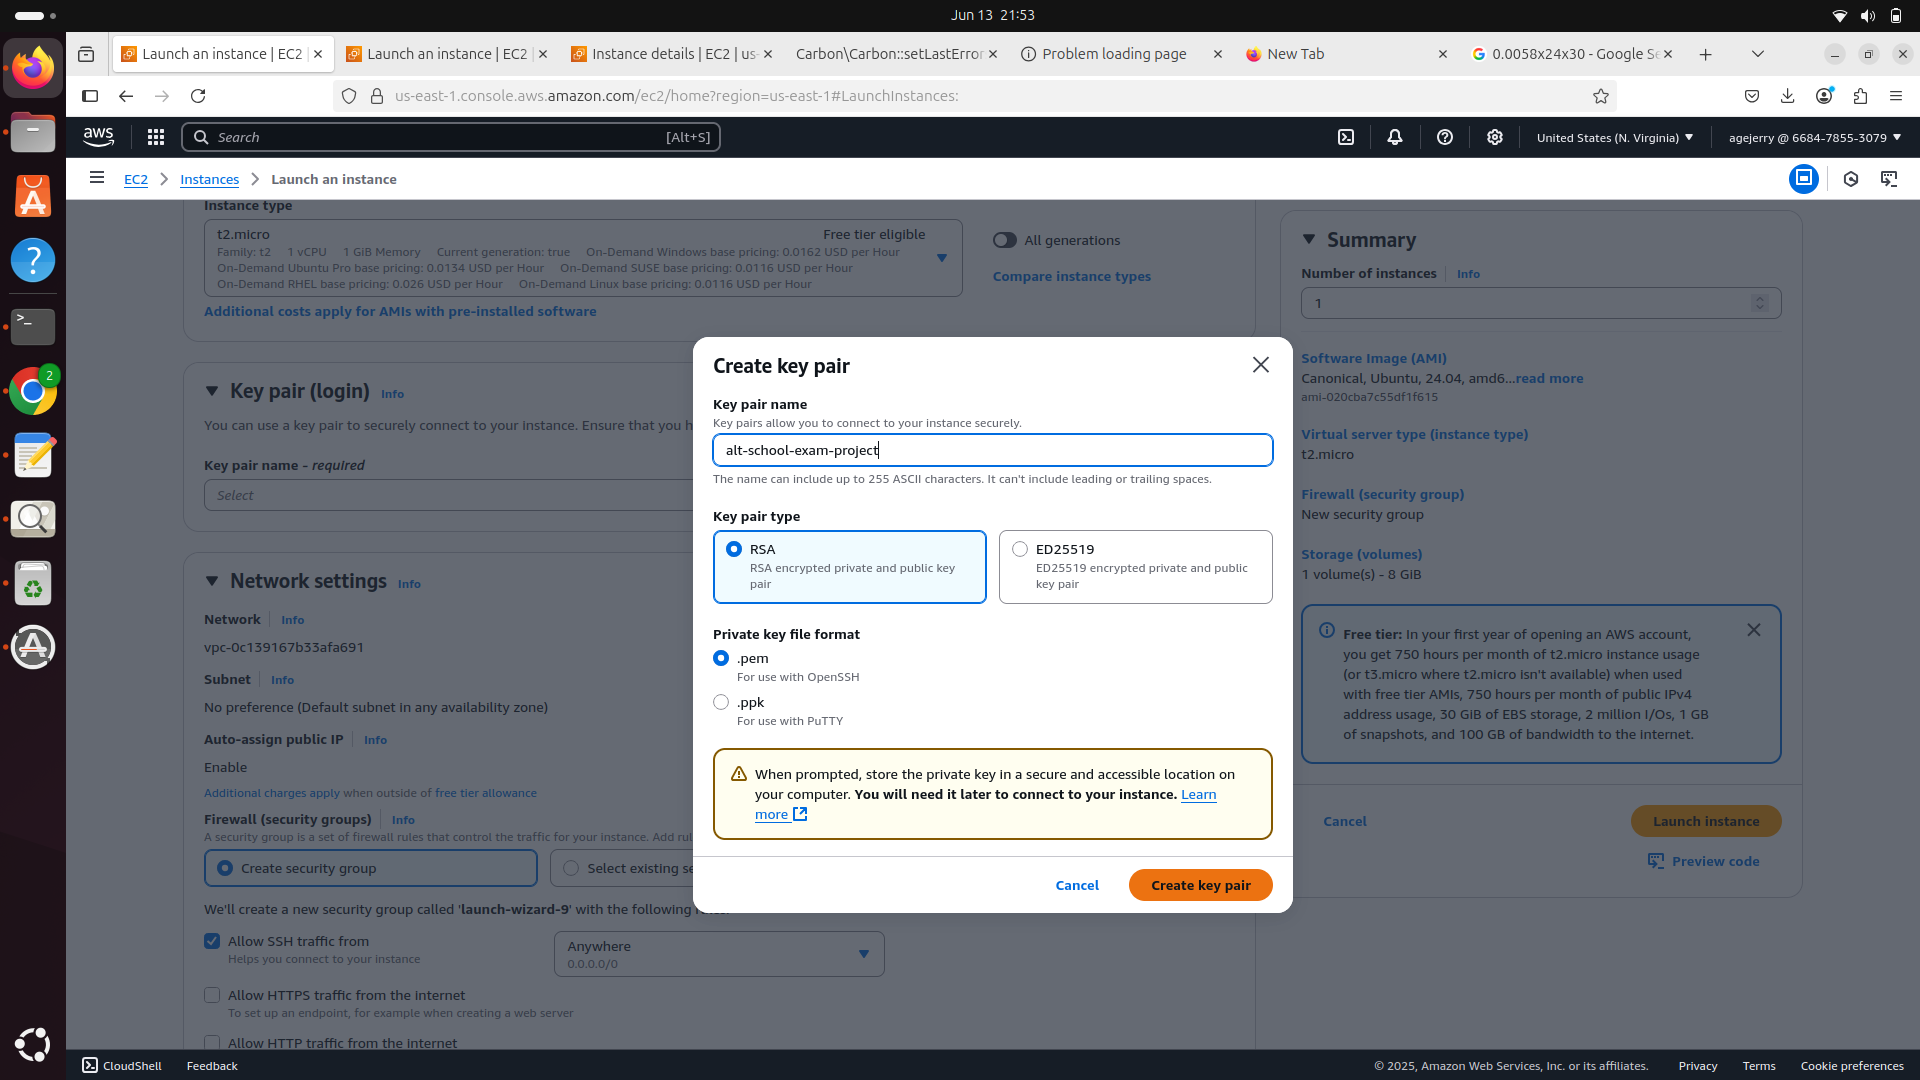 Jun 13 21:53
Launch an instance | EC2 |
Launch an instance | EC2 |
Instance details | EC2 | us-
Carbon\Carbon::setLastError
Problem loading page
New Tab
0.0058x24x30 - Google Se
us-east-1.console.aws.amazon.com/ec2/home?region=us-east-1#LaunchInstances:
aws
Search
[Alt+S]
United States (N. Virginia)
agejerry @ 6684-7855-3079
EC2
Instances
Launch an instance
Instance type
t2.micro
Free tier eligible
Family: t2 1 vCPU 1 GiB Memory Current generation: true On-Demand Windows base pricing: 0.0162 USD per Hour
On-Demand Ubuntu Pro base pricing: 0.0134 USD per Hour On-Demand SUSE base pricing: 0.0116 USD per Hour
On-Demand RHEL base pricing: 0.026 USD per Hour On-Demand Linux base pricing: 0.0116 USD per Hour
All generations
Compare instance types
Additional costs apply for AMIs with pre-installed software
Key pair (login) Info
You can use a key pair to securely connect to your instance. Ensure that you h
Key pair name - required
Select
Network settings Info
Network Info
vpc-0c139167b33afa691
Subnet Info
No preference (Default subnet in any availability zone)
Auto-assign public IP Info
Enable
Additional charges apply when outside of free tier allowance
Firewall (security groups) Info
A security group is a set of firewall rules that control the traffic for your instance. Add rul
Create security group
Select existing se
We'll create a new security group called 'launch-wizard-9' with the following
Allow SSH traffic from
Helps you connect to your instance
Anywhere
0.0.0.0/0
Allow HTTPS traffic from the internet
To set up an endpoint, for example when creating a web server
Allow HTTP traffic from the internet
Create key pair
Key pair name
Key pairs allow you to connect to your instance securely.
alt-school-exam-project
The name can include up to 255 ASCII characters. It can't include leading or trailing spaces.
Key pair type
RSA
RSA encrypted private and public key
pair
ED25519
ED25519 encrypted private and public
key pair
Private key file format
.pem
For use with OpenSSH
.ppk
For use with PuTTY
When prompted, store the private key in a secure and accessible location on
your computer. You will need it later to connect to your instance. Learn
more
Cancel
Create key pair
Summary
Number of instances Info
1
Software Image (AMI)
Canonical, Ubuntu, 24.04, amd6...read more
ami-020cba7c55df1f615
Virtual server type (instance type)
t2.micro
Firewall (security group)
New security group
Storage (volumes)
1 volume(s) - 8 GiB
Free tier: In your first year of opening an AWS account,
you get 750 hours per month of t2.micro instance usage
(or t3.micro where t2.micro isn't available) when used
with free tier AMIs, 750 hours per month of public IPv4
address usage, 30 GiB of EBS storage, 2 million I/Os, 1 GB
of snapshots, and 100 GB of bandwidth to the internet.
Cancel
Launch instance
Preview code
2
CloudShell
Feedback
© 2025, Amazon Web Services, Inc. or its affiliates.
Privacy
Terms
Cookie preferences